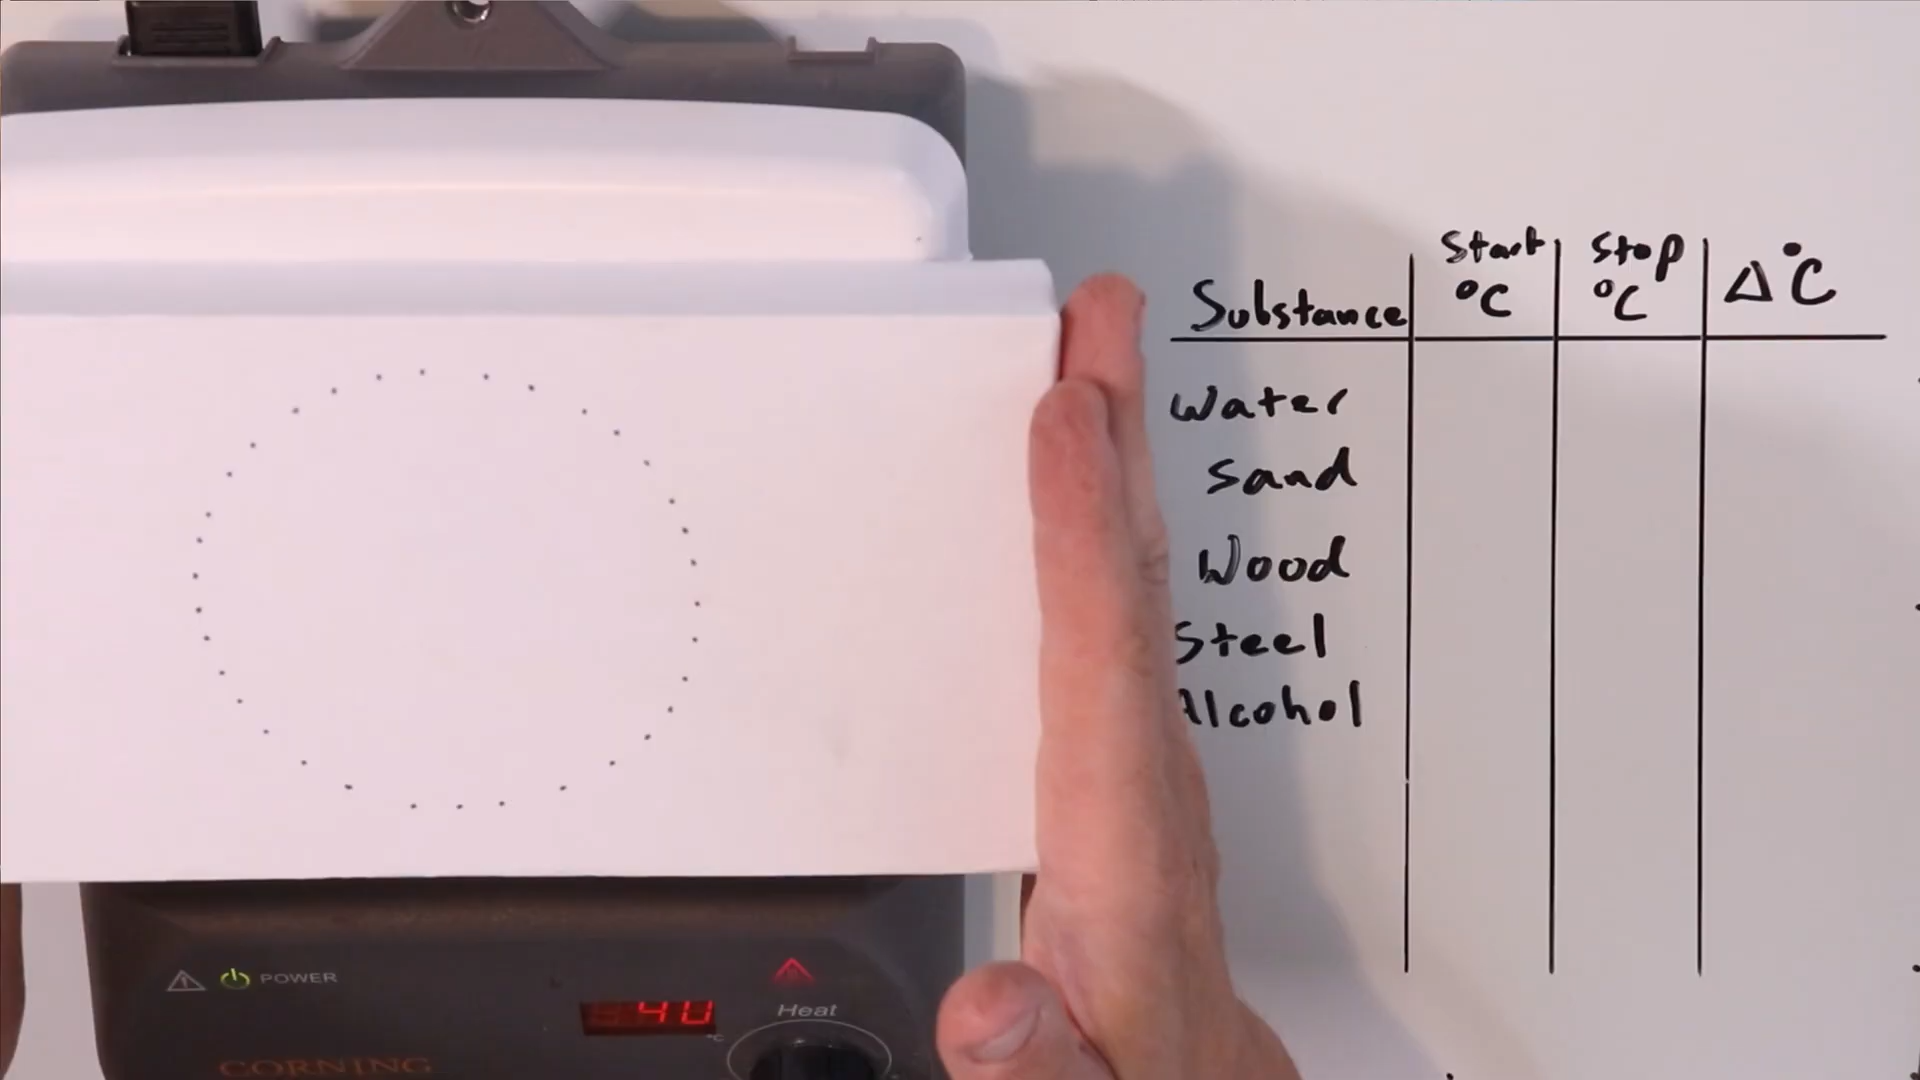 Start Stop
Substance °C °C Δ°C
Water
Sand
Wood
Steel
Alcohol
POWER
40
°C
Heat
CORNING